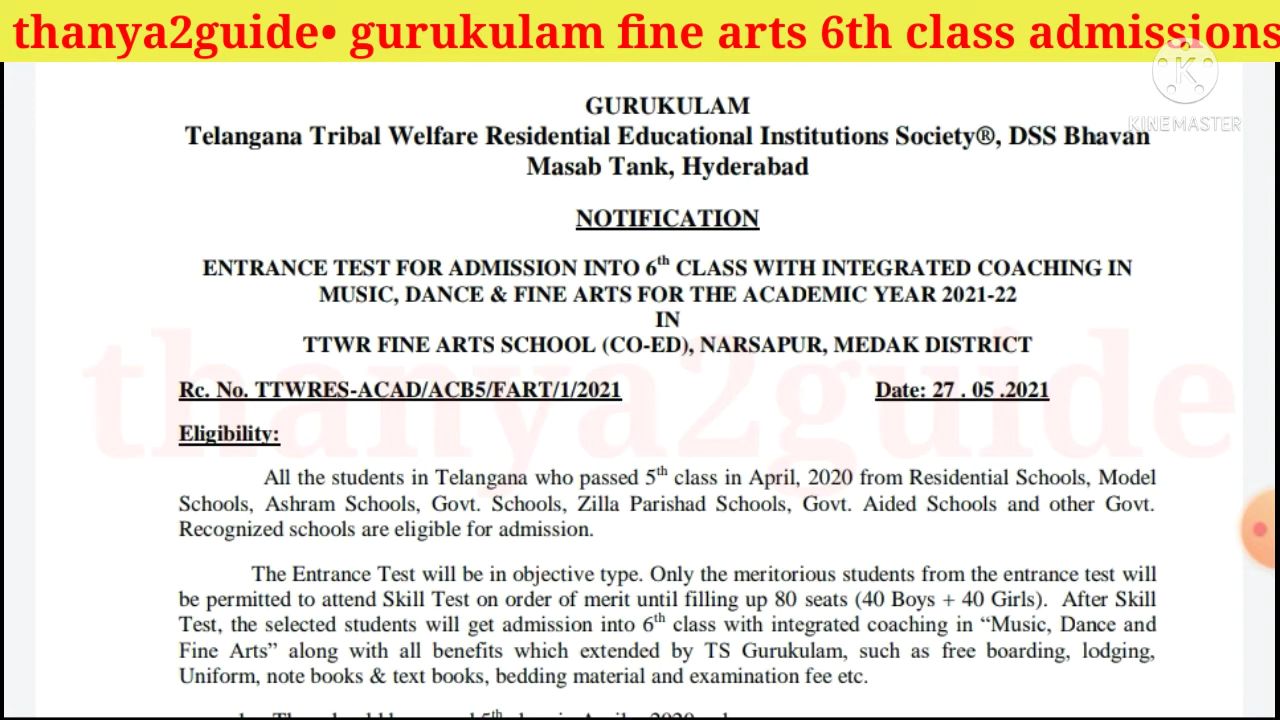 thanya2guide• gurukulam fine arts 6th class admissions
KINEMASTER
GURUKULAM
Telangana Tribal Welfare Residential Educational Institutions Society®, DSS Bhavan
Masab Tank, Hyderabad
NOTIFICATION
ENTRANCE TEST FOR ADMISSION INTO 6th CLASS WITH INTEGRATED COACHING IN
MUSIC, DANCE & FINE ARTS FOR THE ACADEMIC YEAR 2021-22
IN
TTWR FINE ARTS SCHOOL (CO-ED), NARSAPUR, MEDAK DISTRICT
Rc. No. TTWRES-ACAD/ACB5/FART/1/2021 Date: 27 . 05 .2021
Eligibility:
thanya2guide
All the students in Telangana who passed 5th class in April, 2020 from Residential Schools, Model
Schools, Ashram Schools, Govt. Schools, Zilla Parishad Schools, Govt. Aided Schools and other Govt.
Recognized schools are eligible for admission.
The Entrance Test will be in objective type. Only the meritorious students from the entrance test will
be permitted to attend Skill Test on order of merit until filling up 80 seats (40 Boys + 40 Girls). After Skill
Test, the selected students will get admission into 6th class with integrated coaching in “Music, Dance and
Fine Arts” along with all benefits which extended by TS Gurukulam, such as free boarding, lodging,
Uniform, note books & text books, bedding material and examination fee etc.